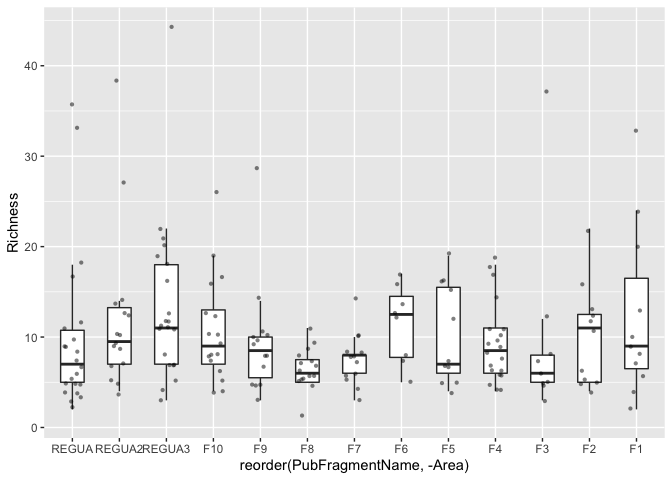 40
30
20
10
0
Richness
REGUA REGUA2 REGUA3 F10 F9 F8 F7 F6 F5 F4 F3 F2 F1
reorder(PubFragmentName, -Area)